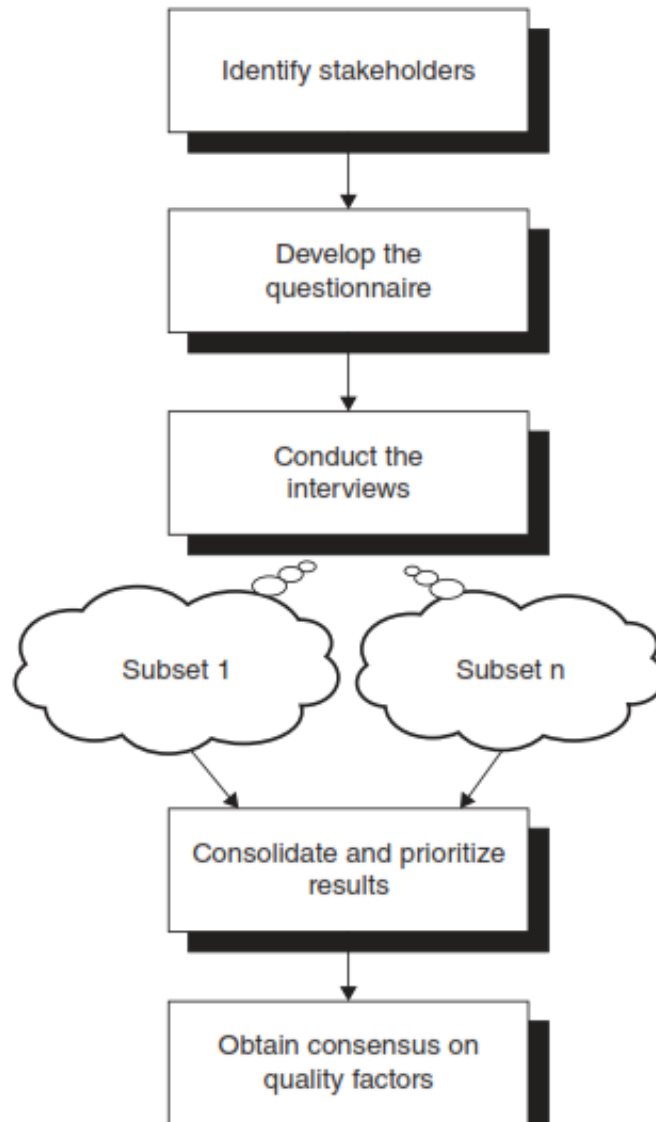 Identify stakeholders
Develop the
questionnaire
Conduct the
interviews
Subset 1
Subset n
Consolidate and prioritize
results
Obtain consensus on
quality factors